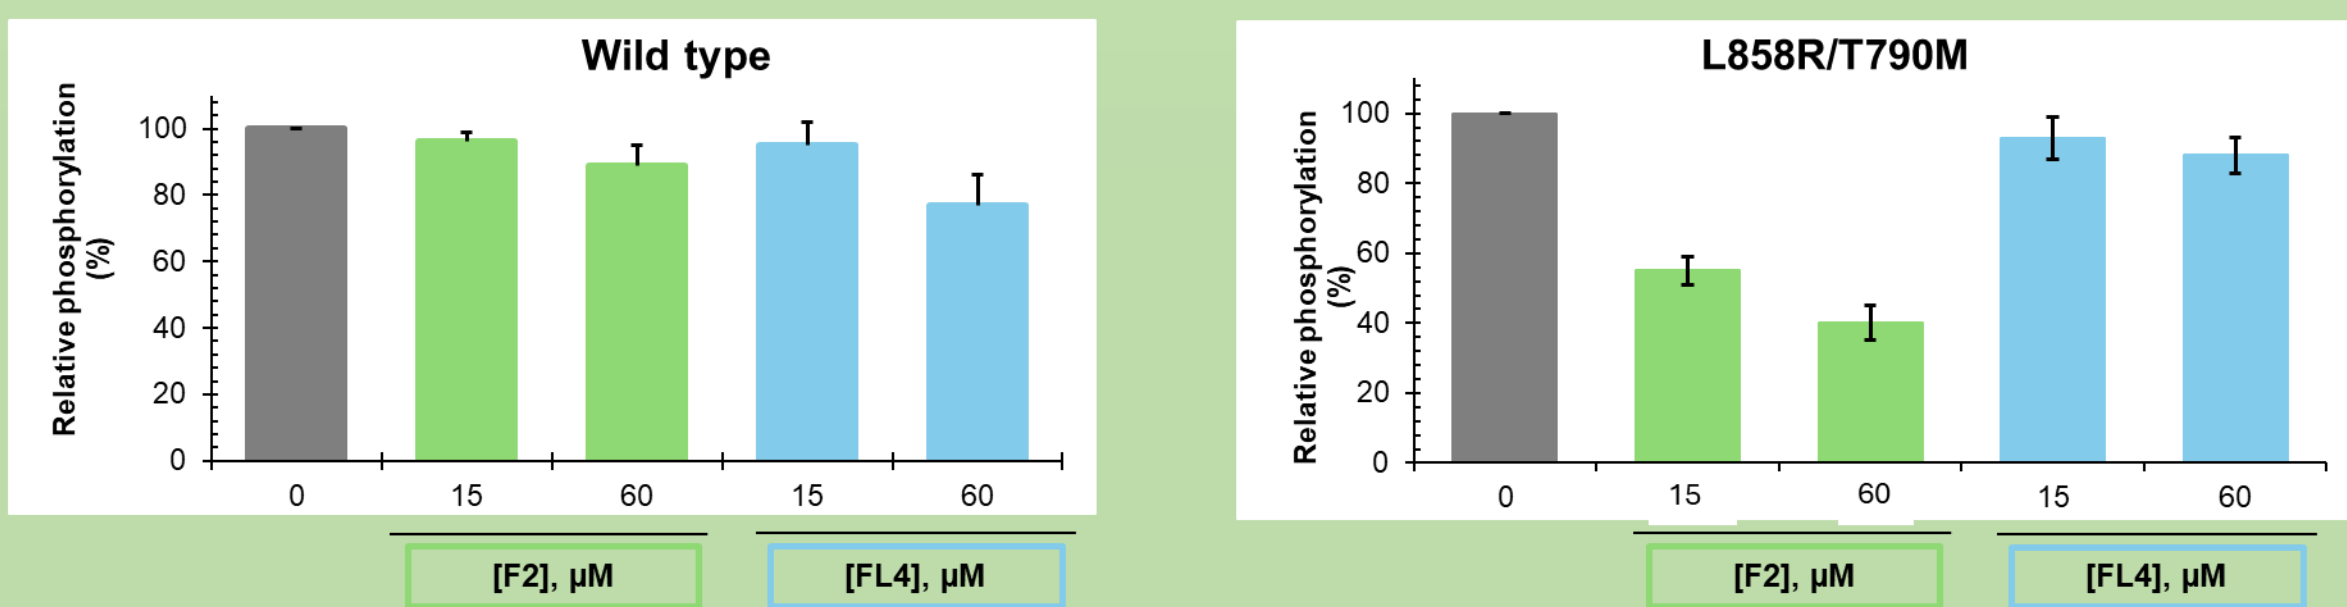 Wild type
Relative phosphorylation
(%)
100
80
60
40
20
0
0 15 60 15 60
[F2], µM [FL4], µM
L858R/T790M
Relative phosphorylation
(%)
100
80
60
40
20
0
0 15 60 15 60
[F2], µM [FL4], µM